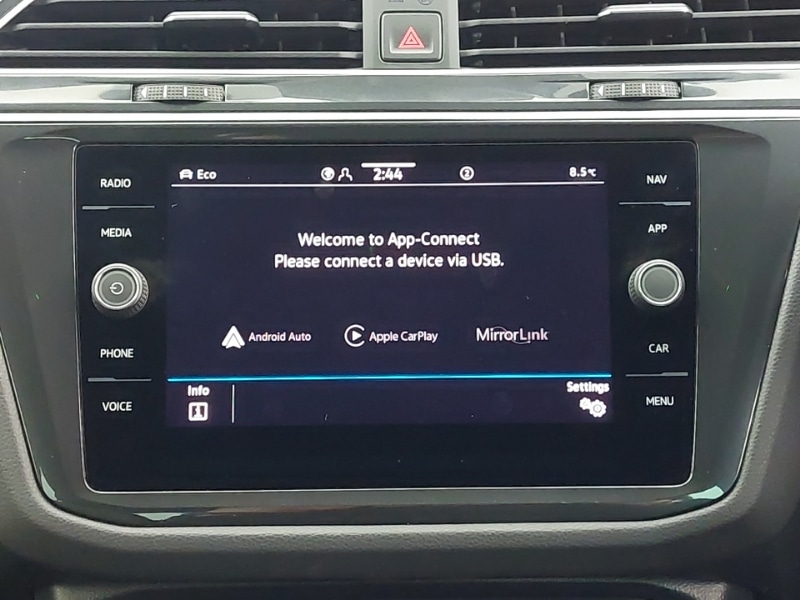 RADIO
MEDIA
PHONE
VOICE
Eco
2:44
2
8.5°C
Welcome to App-Connect
Please connect a device via USB.
Android Auto
Apple CarPlay
MirrorLink
Info
i
Settings
NAV
APP
CAR
MENU